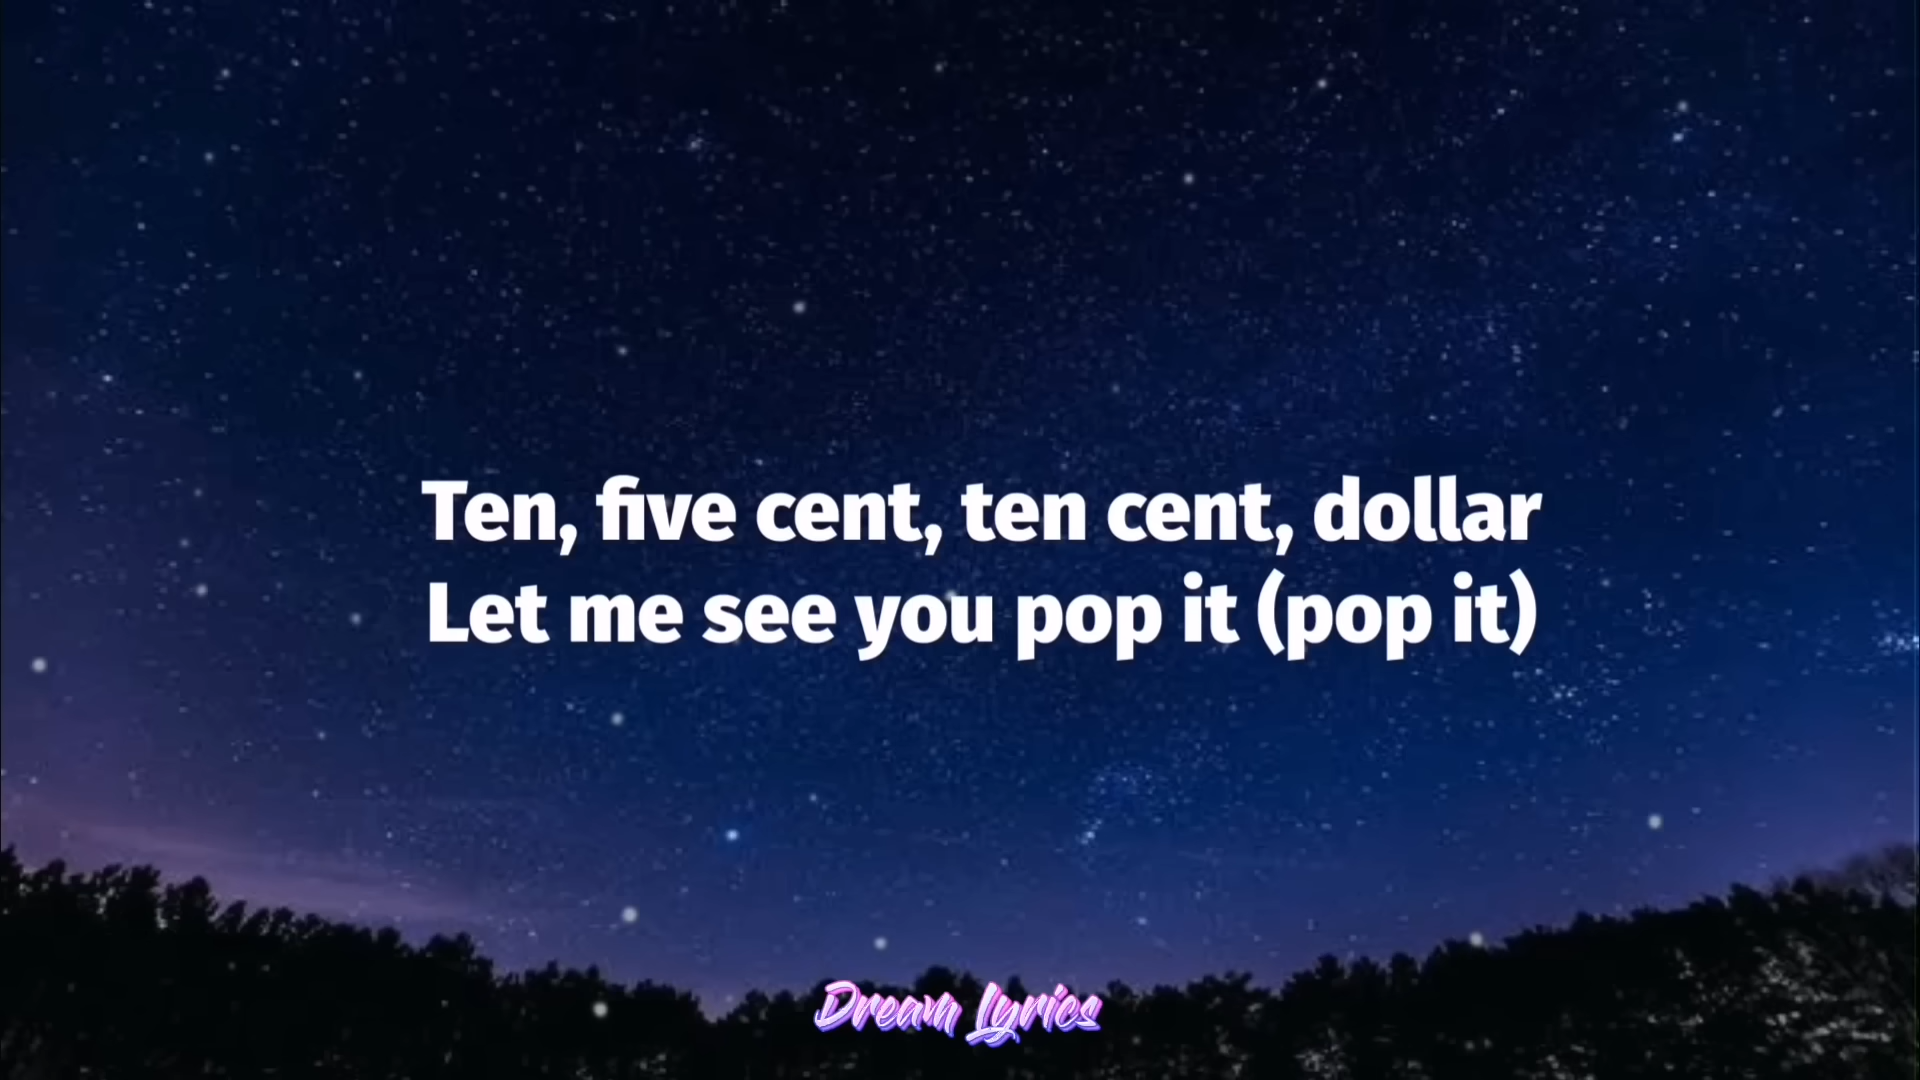 Ten, five cent, ten cent, dollar
Let me see you pop it (pop it)
Dream Lyrics